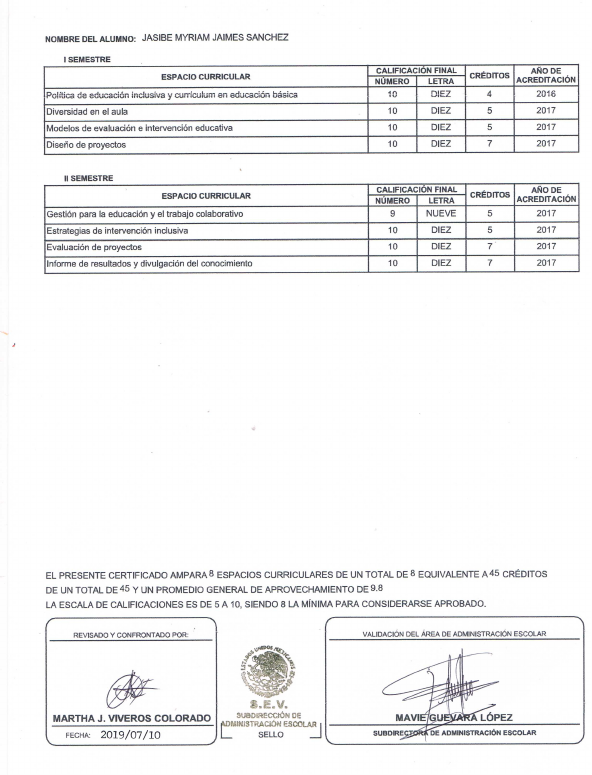 NOMBRE DEL ALUMNO: JASIBE MYRIAM JAIMES SANCHEZ
I SEMESTRE
ESPACIO CURRICULAR CALIFICACIÓN FINAL NÚMERO LETRA CRÉDITOS AÑO DE ACREDITACIÓN
Política de educación inclusiva y currículum en educación básica 10 DIEZ 4 2016
Diversidad en el aula 10 DIEZ 5 2017
Modelos de evaluación e intervención educativa 10 DIEZ 5 2017
Diseño de proyectos 10 DIEZ 7 2017
II SEMESTRE
ESPACIO CURRICULAR CALIFICACIÓN FINAL NÚMERO LETRA CRÉDITOS AÑO DE ACREDITACIÓN
Gestión para la educación y el trabajo colaborativo 9 NUEVE 5 2017
Estrategias de intervención inclusiva 10 DIEZ 5 2017
Evaluación de proyectos 10 DIEZ 7 2017
Informe de resultados y divulgación del conocimiento 10 DIEZ 7 2017
EL PRESENTE CERTIFICADO AMPARA 8 ESPACIOS CURRICULARES DE UN TOTAL DE 8 EQUIVALENTE A 45 CRÉDITOS
DE UN TOTAL DE 45 Y UN PROMEDIO GENERAL DE APROVECHAMIENTO DE 9.8
LA ESCALA DE CALIFICACIONES ES DE 5 A 10, SIENDO 8 LA MÍNIMA PARA CONSIDERARSE APROBADO.
REVISADO Y CONFRONTADO POR:
MARTHA J. VIVEROS COLORADO
FECHA: 2019/07/10
ESTADOS UNIDOS MEXICANOS
S.E.V.
SUBDIRECCIÓN DE
ADMINISTRACIÓN ESCOLAR
SELLO
VALIDACIÓN DEL ÁREA DE ADMINISTRACIÓN ESCOLAR
MAVIE GUEVARA LÓPEZ
SUBDIRECTORA DE ADMINISTRACIÓN ESCOLAR